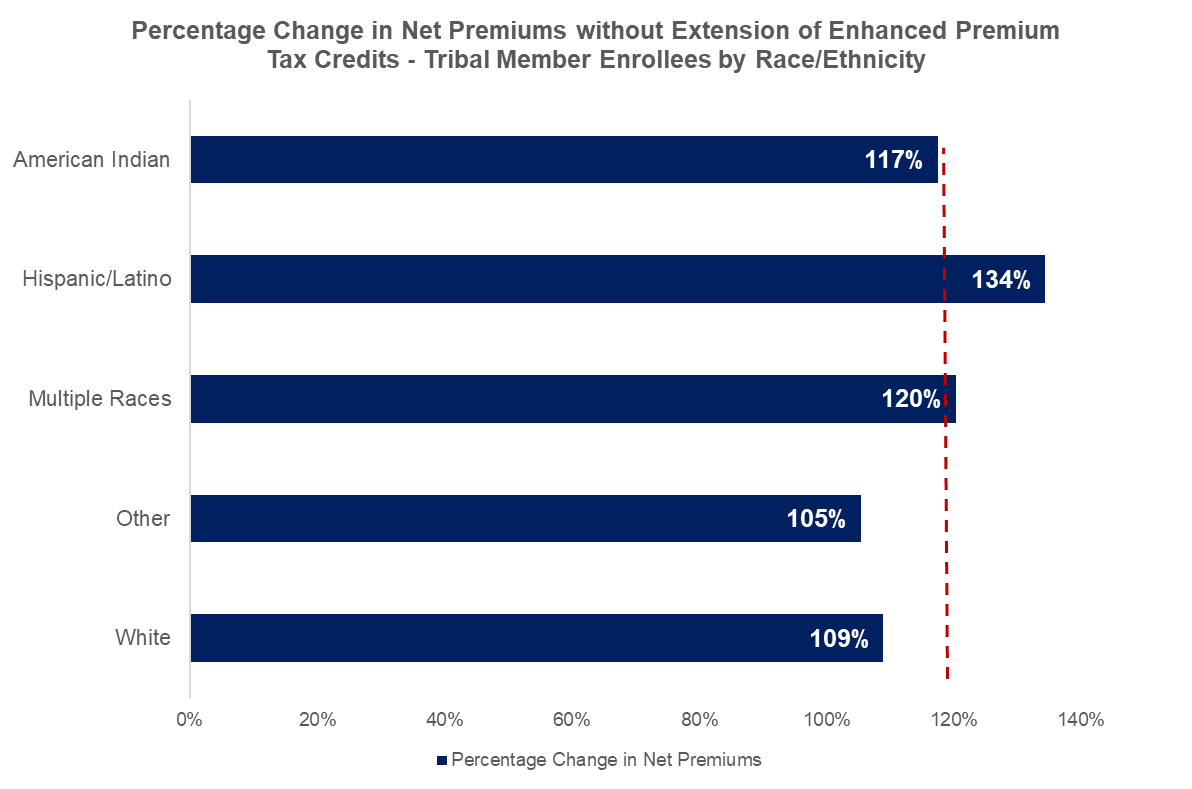 Percentage Change in Net Premiums without Extension of Enhanced Premium
Tax Credits - Tribal Member Enrollees by Race/Ethnicity
American Indian
117%
Hispanic/Latino
134%
Multiple Races
120%
Other
105%
White
109%
0%
20%
40%
60%
80%
100%
120%
140%
Percentage Change in Net Premiums